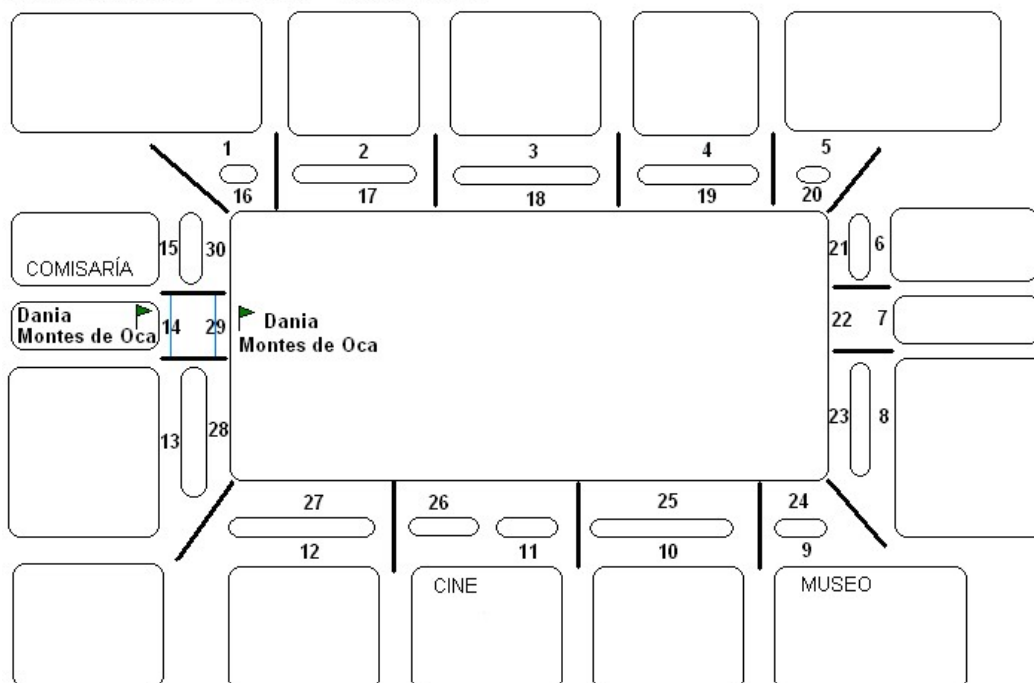 1 2 3 4 5
16 17 18 19 20
15 30 21 6
COMISARÍA
Dania
Montes de Oca
14 29
Dania
Montes de Oca
22 7
13 28 23 8
27 26 25 24
12 11 10 9
CINE MUSEO